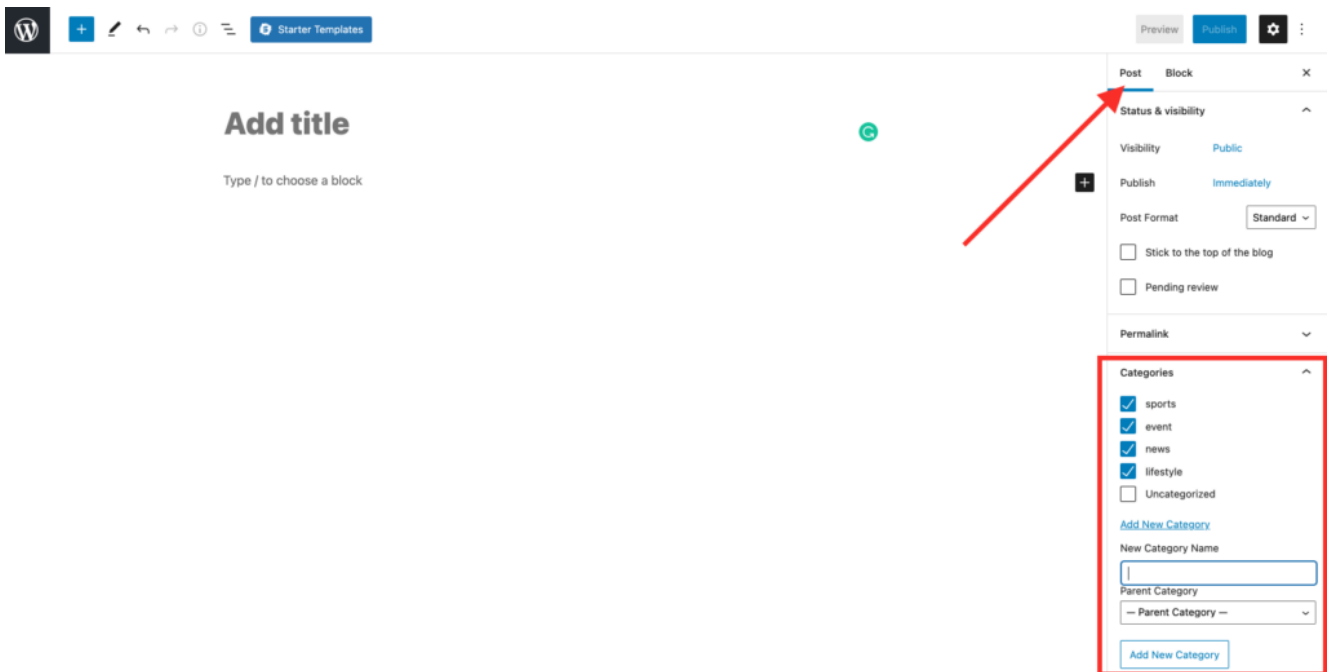 Starter Templates
Preview
Publish
Post Block
Add title
Type / to choose a block
Status & visibility
Visibility Public
Publish Immediately
Post Format Standard
Stick to the top of the blog
Pending review
Permalink
Categories
sports
event
news
lifestyle
Uncategorized
Add New Category
New Category Name
Parent Category
— Parent Category —
Add New Category